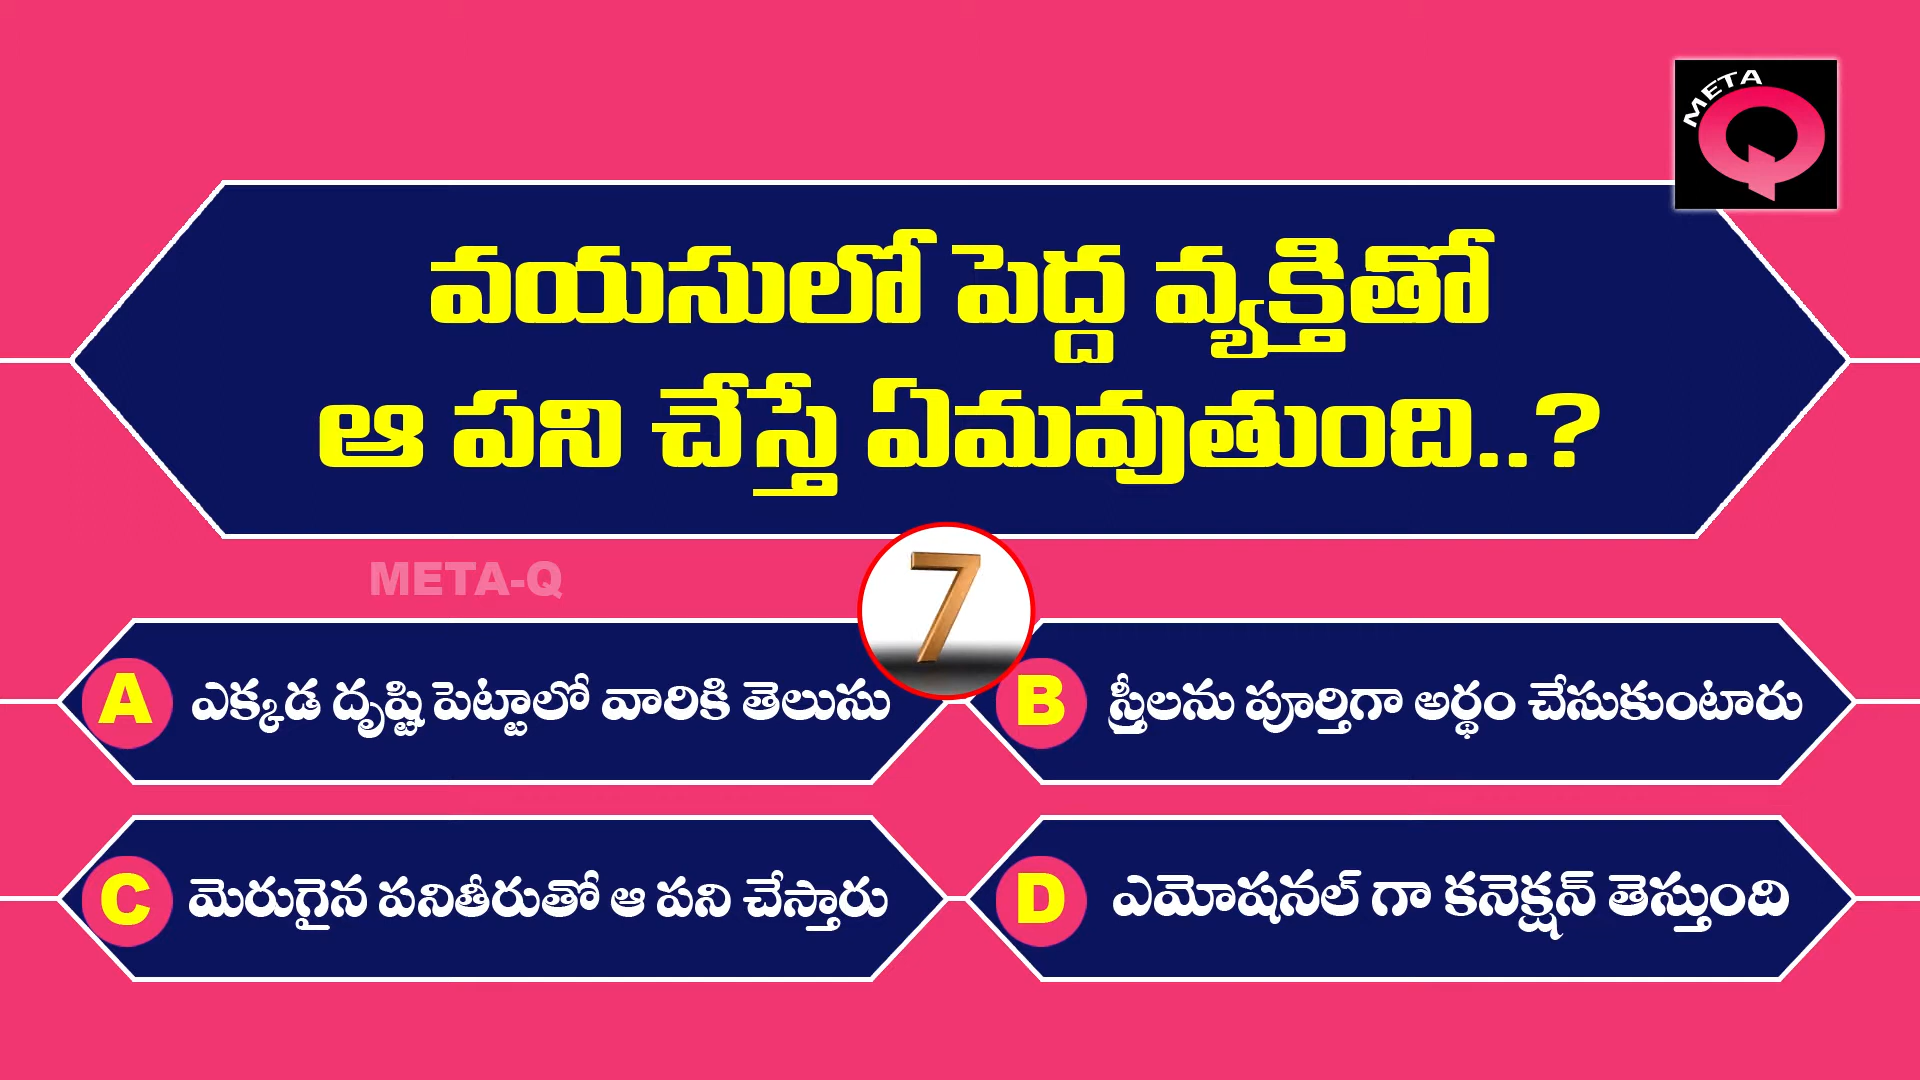 META Q
వయసులో పెద్ద వ్యక్తితో
ఆ పని చేస్తే ఏమవుతుంది..?
META-Q
7
A ఎక్కడ దృష్టి పెట్టాలో వారికి తెలుసు
B స్త్రీలను పూర్తిగా అర్థం చేసుకుంటారు
C మెరుగైన పనితీరుతో ఆ పని చేస్తారు
D ఎమోషనల్ గా కనెక్షన్ తెస్తుంది